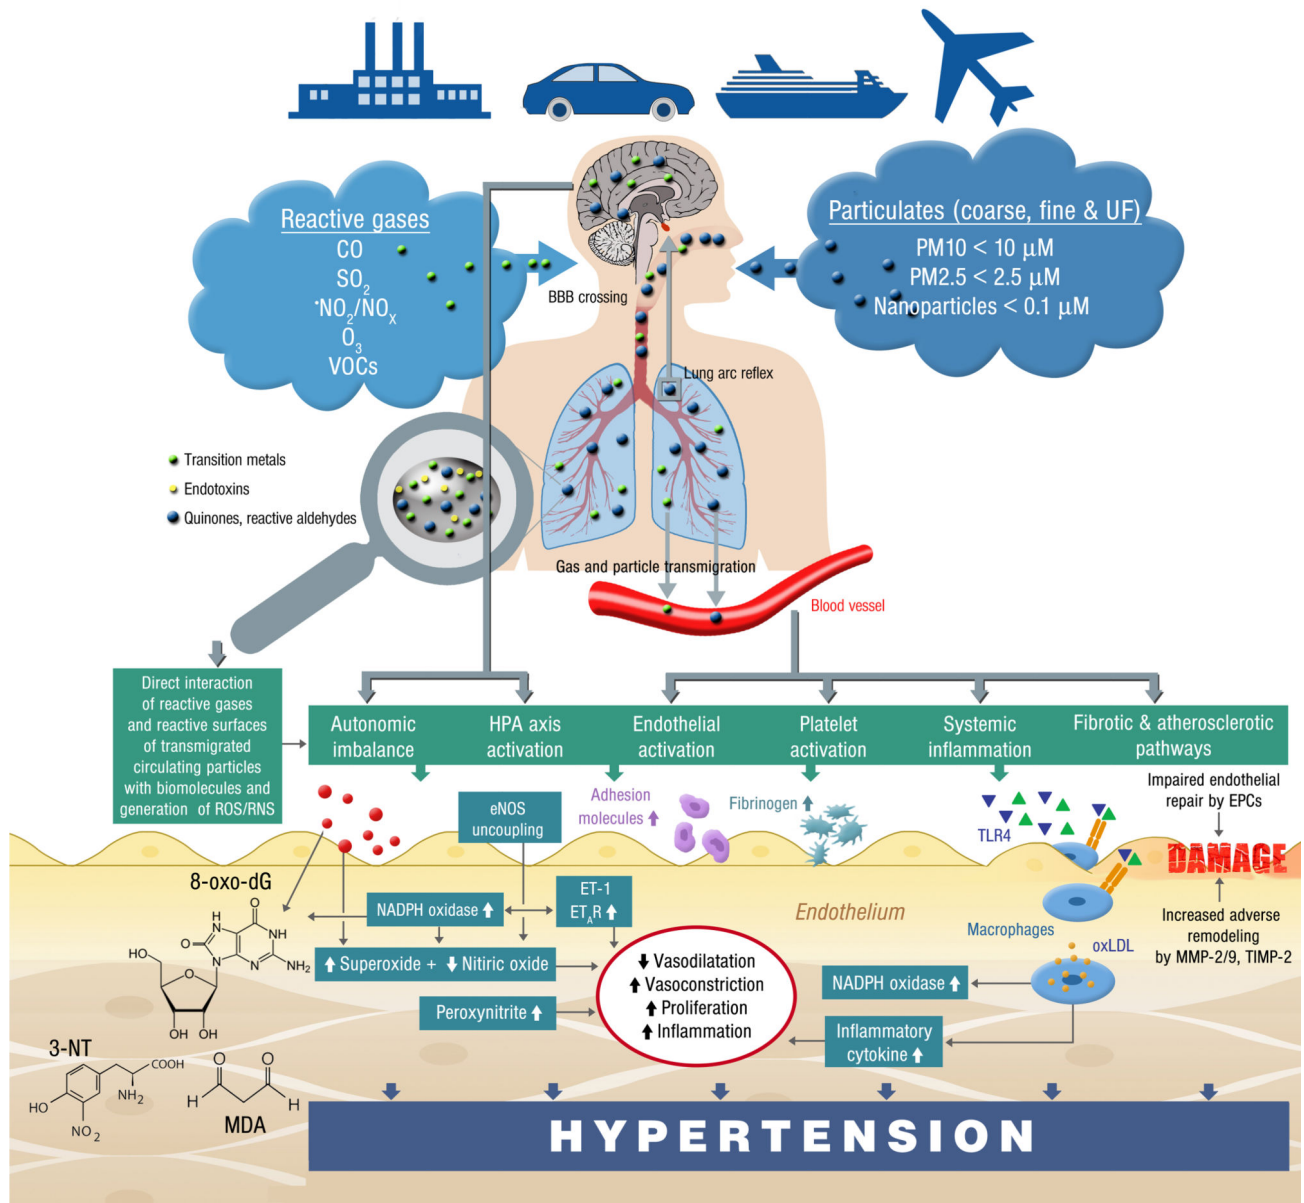 Reactive gases
CO
SO2
•NO2/NOX
O3
VOCs
Particulates (coarse, fine & UF)
PM10 < 10 µM
PM2.5 < 2.5 µM
Nanoparticles < 0.1 µM
BBB crossing
Lung arc reflex
Transition metals
Endotoxins
Quinones, reactive aldehydes
Gas and particle transmigration
Blood vessel
Direct interaction
of reactive gases
and reactive surfaces
of transmigrated
circulating particles
with biomolecules and
generation of ROS/RNS
Autonomic
imbalance
HPA axis
activation
Endothelial
activation
Platelet
activation
Systemic
inflammation
Fibrotic & atherosclerotic
pathways
eNOS
uncoupling
Adhesion
molecules ↑
Fibrinogen ↑
TLR4
Impaired endothelial
repair by EPCs
DAMAGE
Increased adverse
remodeling
by MMP-2/9, TIMP-2
8-oxo-dG
O
H
N
NH
O
N
N
NH2
HO
O
OH
OH
NADPH oxidase ↑
ET-1
ETAR ↑
Endothelium
Macrophages
oxLDL
↑ Superoxide + ↓ Nitiric oxide
Peroxynitrite ↑
↓ Vasodilatation
↑ Vasoconstriction
↑ Proliferation
↑ Inflammation
NADPH oxidase ↑
Inflammatory
cytokine ↑
3-NT
COOH
NH2
HO
NO2
O
O
H
H
MDA
HYPERTENSION